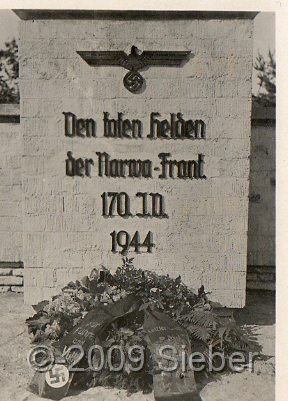 Den toten Helden
der Narwa-Front.
170. I.D.
1944
© 2009 Sieber